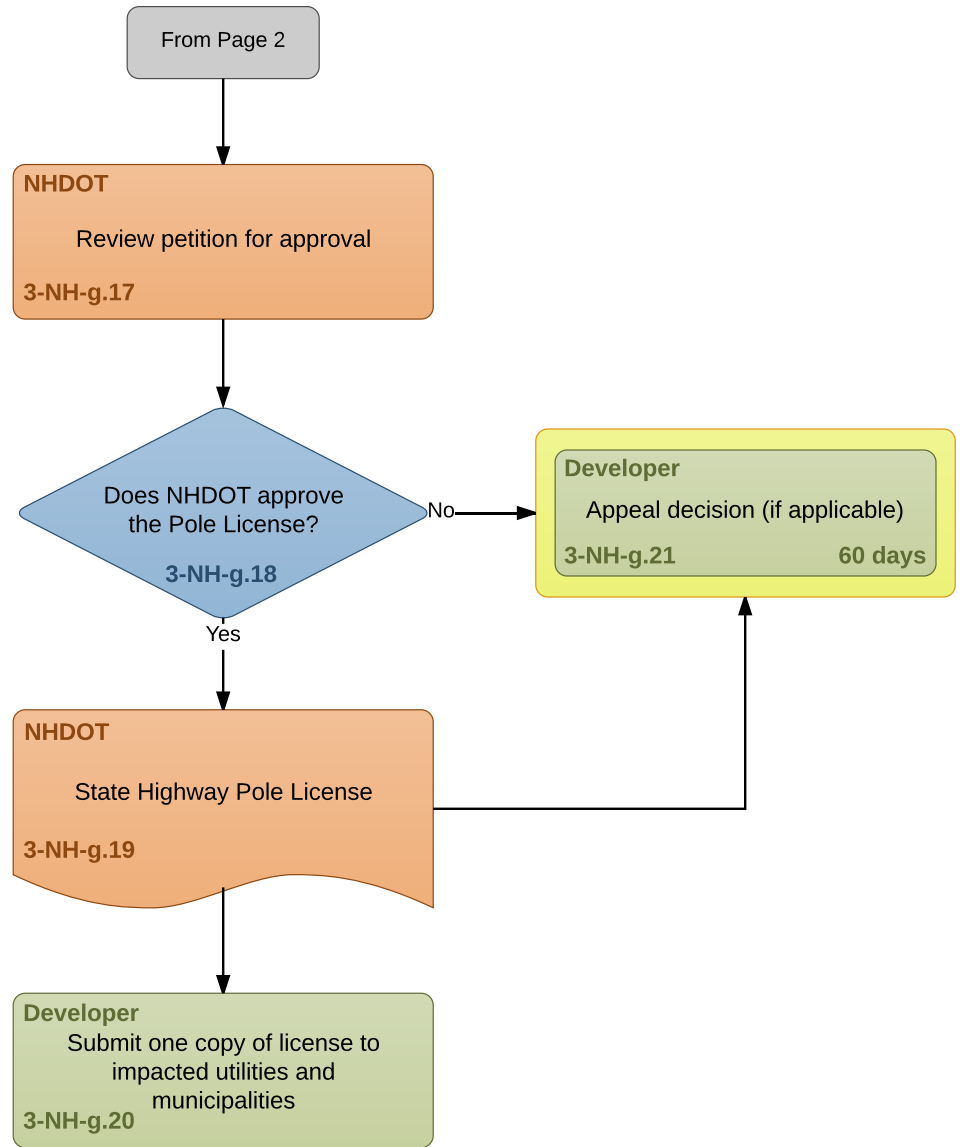 From Page 2
NHDOT
Review petition for approval
3-NH-g.17
Does NHDOT approve
the Pole License?
3-NH-g.18
No
Developer
Appeal decision (if applicable)
3-NH-g.21 60 days
Yes
NHDOT
State Highway Pole License
3-NH-g.19
Developer
Submit one copy of license to
impacted utilities and
municipalities
3-NH-g.20